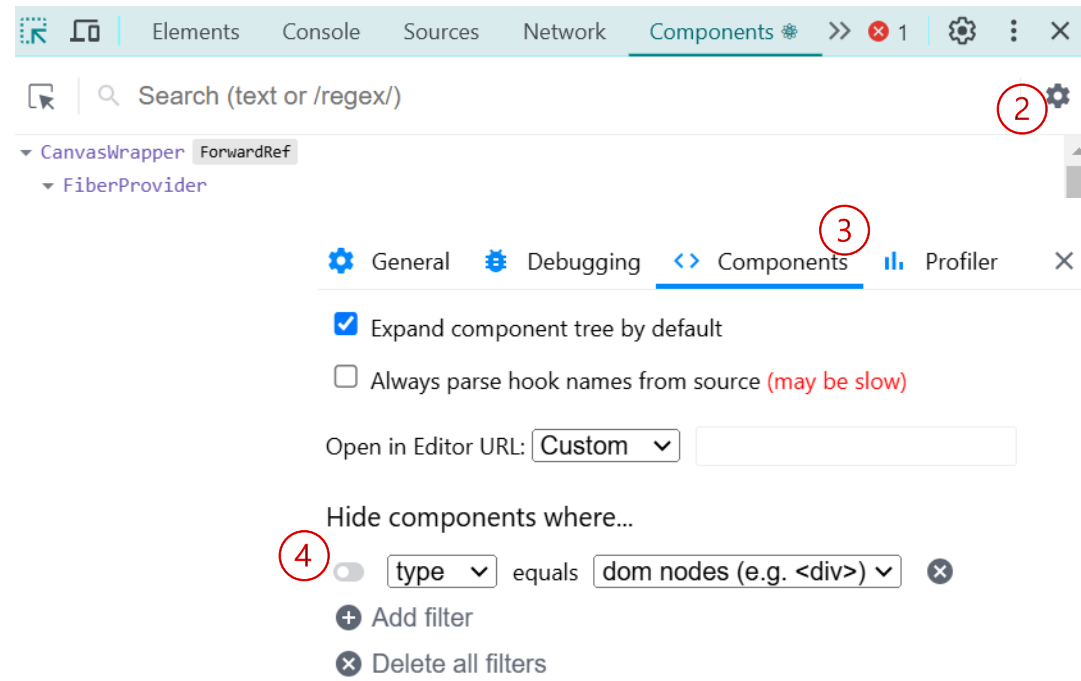 Elements Console Sources Network Components 1
Search (text or /regex/)
2
CanvasWrapper ForwardRef
FiberProvider
3
General Debugging Components Profiler
Expand component tree by default
Always parse hook names from source (may be slow)
Open in Editor URL: Custom
Hide components where...
4
type equals dom nodes (e.g. <div>)
Add filter
Delete all filters